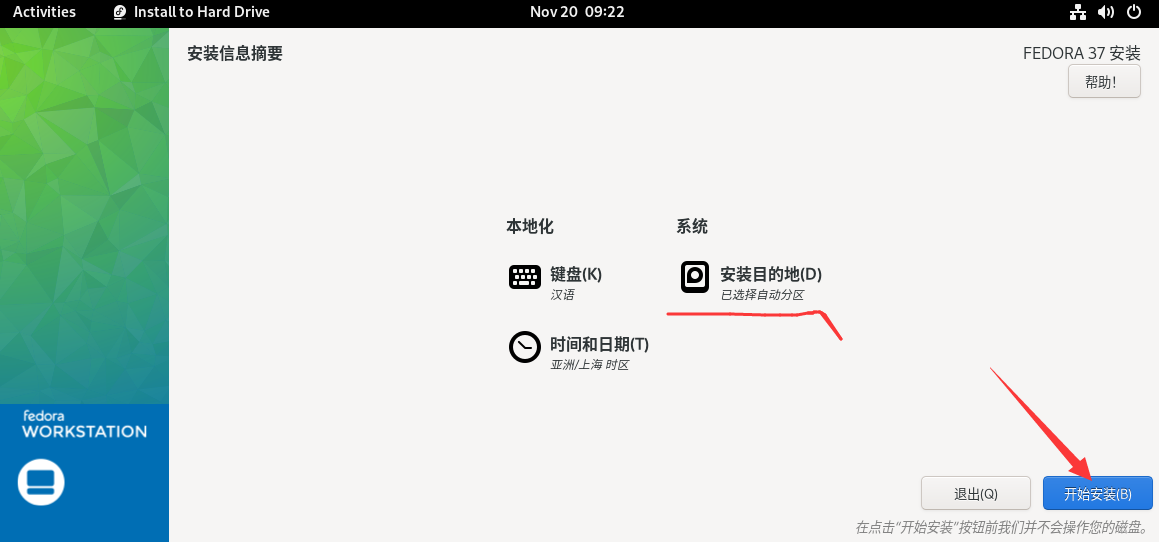 Activities Install to Hard Drive Nov 20 09:22
安装信息摘要 FEDORA 37 安装
帮助！
本地化 系统
键盘(K) 安装目的地(D)
汉语 已选择自动分区
时间和日期(T)
亚洲/上海 时区
fedora
WORKSTATION
退出(Q) 开始安装(B)
在点击“开始安装”按钮前我们并不会操作您的磁盘。